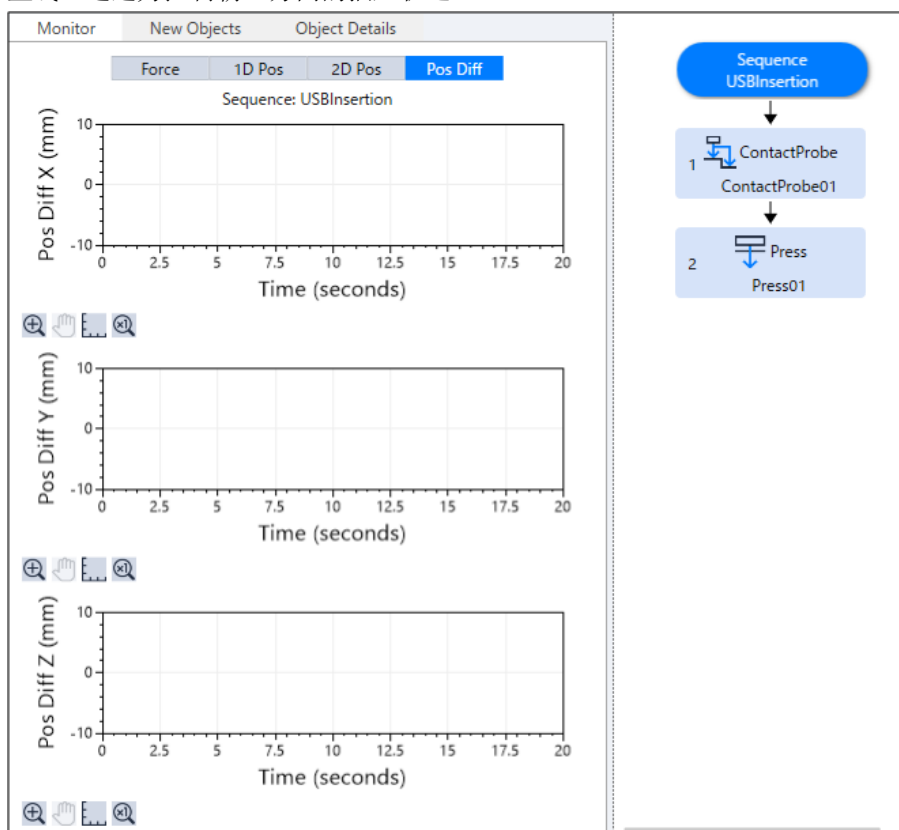 Monitor New Objects Object Details
Force 1D Pos 2D Pos Pos Diff
Sequence: USBInsertion
Pos Diff X (mm)
10
0
-10
0 2.5 5 7.5 10 12.5 15 17.5 20
Time (seconds)
Pos Diff Y (mm)
10
0
-10
0 2.5 5 7.5 10 12.5 15 17.5 20
Time (seconds)
Pos Diff Z (mm)
10
0
-10
0 2.5 5 7.5 10 12.5 15 17.5 20
Time (seconds)
Sequence
USBInsertion
1 ContactProbe
ContactProbe01
2 Press
Press01